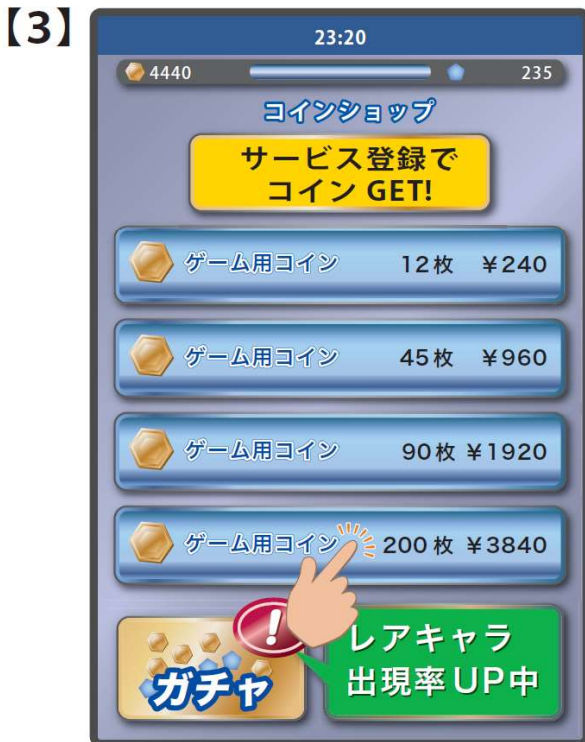 【3】
23:20
4440 235
コインショップ
サービス登録で
コイン GET!
ゲーム用コイン 12枚 ¥240
ゲーム用コイン 45枚 ¥960
ゲーム用コイン 90枚 ¥1920
ゲーム用コイン 200枚 ¥3840
!
ガチャ
レアキャラ
出現率UP中